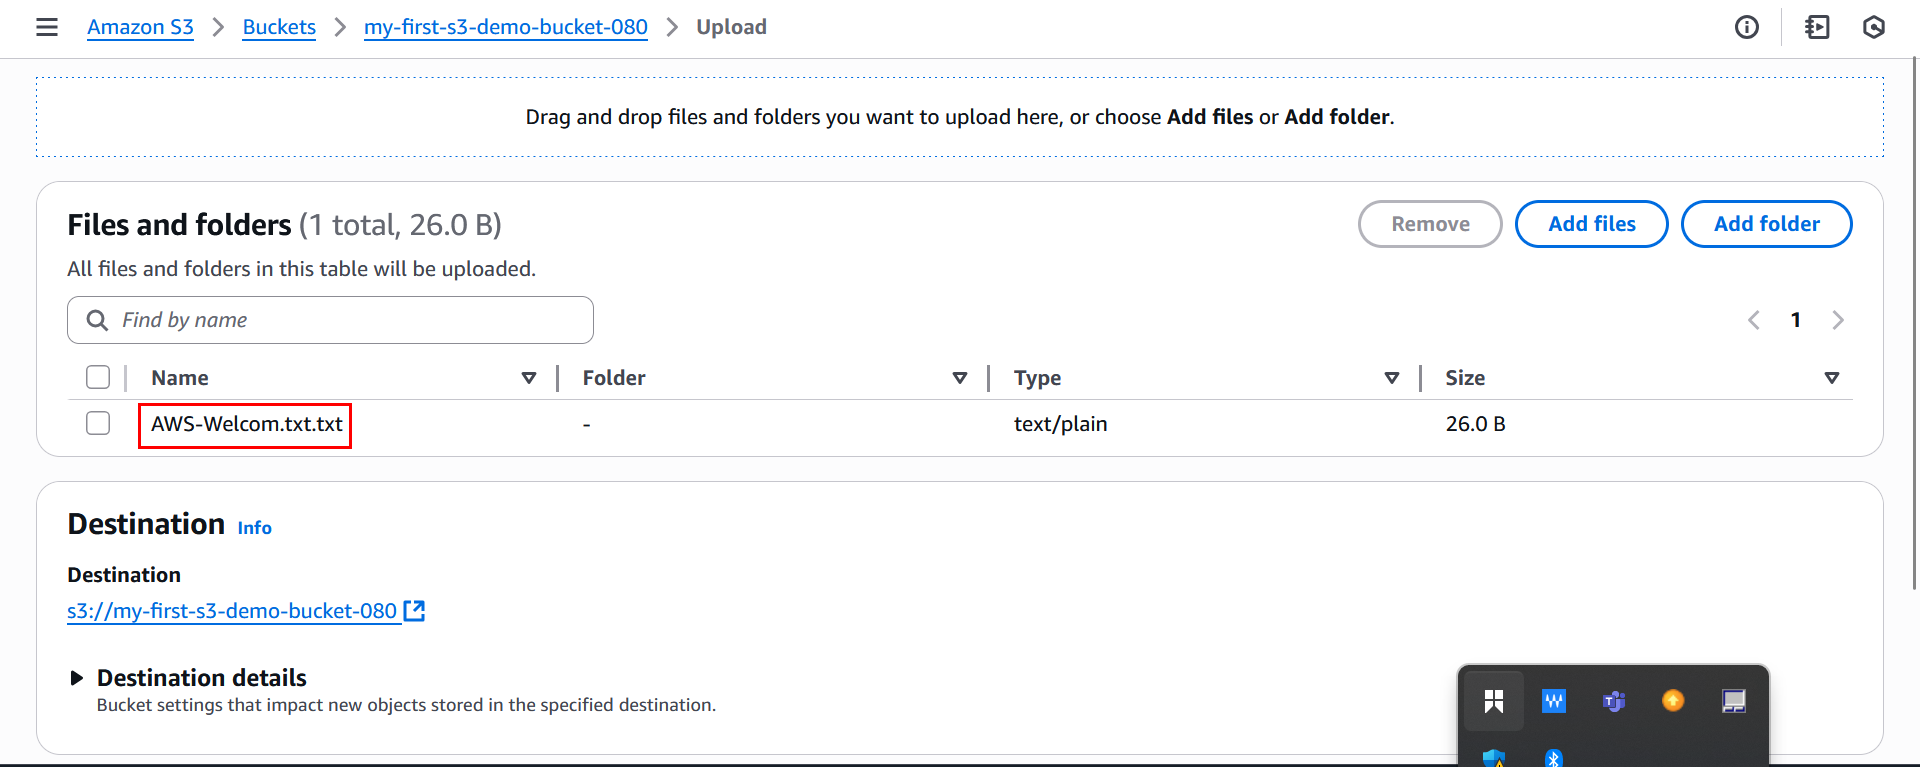 Amazon S3 > Buckets > my-first-s3-demo-bucket-080 > Upload
Drag and drop files and folders you want to upload here, or choose Add files or Add folder.
Files and folders (1 total, 26.0 B)
Remove
Add files
Add folder
All files and folders in this table will be uploaded.
Find by name
1
Name Folder Type Size
AWS-Welcom.txt.txt - text/plain 26.0 B
Destination Info
Destination
s3://my-first-s3-demo-bucket-080
Destination details
Bucket settings that impact new objects stored in the specified destination.